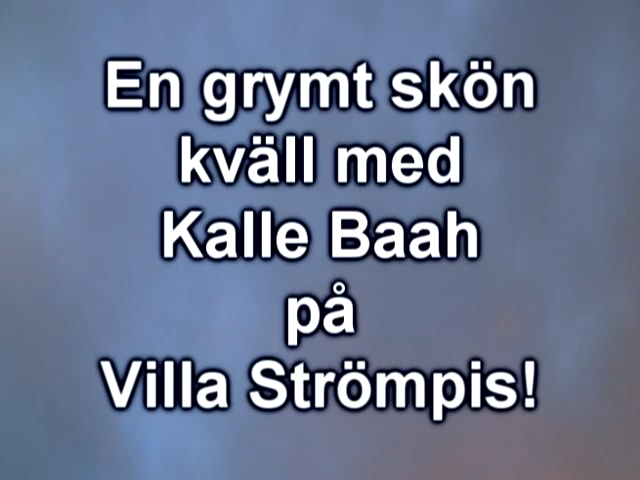 En grymt skön
kväll med
Kalle Baah
på
Villa Strömpis!